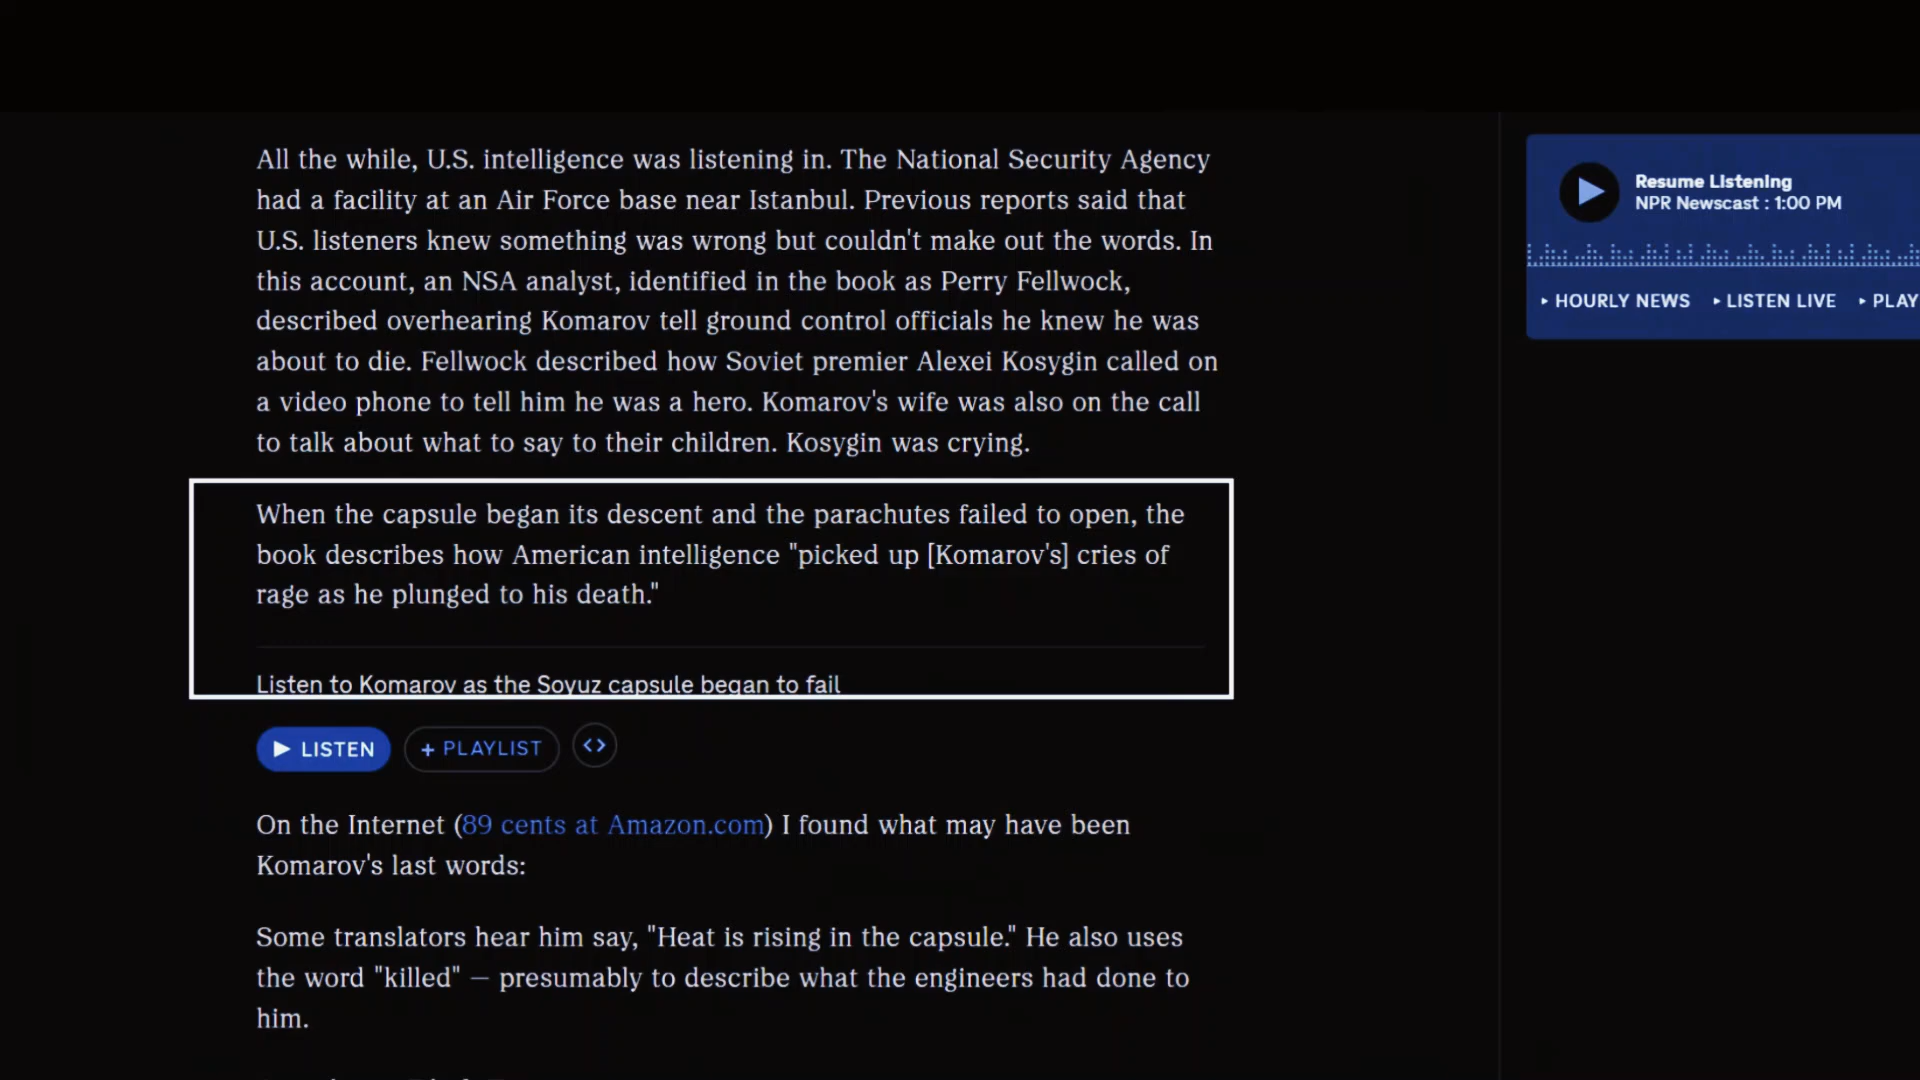 All the while, U.S. intelligence was listening in. The National Security Agency
had a facility at an Air Force base near Istanbul. Previous reports said that
U.S. listeners knew something was wrong but couldn't make out the words. In
this account, an NSA analyst, identified in the book as Perry Fellwock,
described overhearing Komarov tell ground control officials he knew he was
about to die. Fellwock described how Soviet premier Alexei Kosygin called on
a video phone to tell him he was a hero. Komarov's wife was also on the call
to talk about what to say to their children. Kosygin was crying.
When the capsule began its descent and the parachutes failed to open, the
book describes how American intelligence "picked up [Komarov's] cries of
rage as he plunged to his death."
Listen to Komarov as the Soyuz capsule began to fail
LISTEN
+ PLAYLIST
<>
On the Internet (89 cents at Amazon.com) I found what may have been
Komarov's last words:
Some translators hear him say, "Heat is rising in the capsule." He also uses
the word "killed" — presumably to describe what the engineers had done to
him.
Resume Listening
NPR Newscast : 1:00 PM
HOURLY NEWS
LISTEN LIVE
PLAY